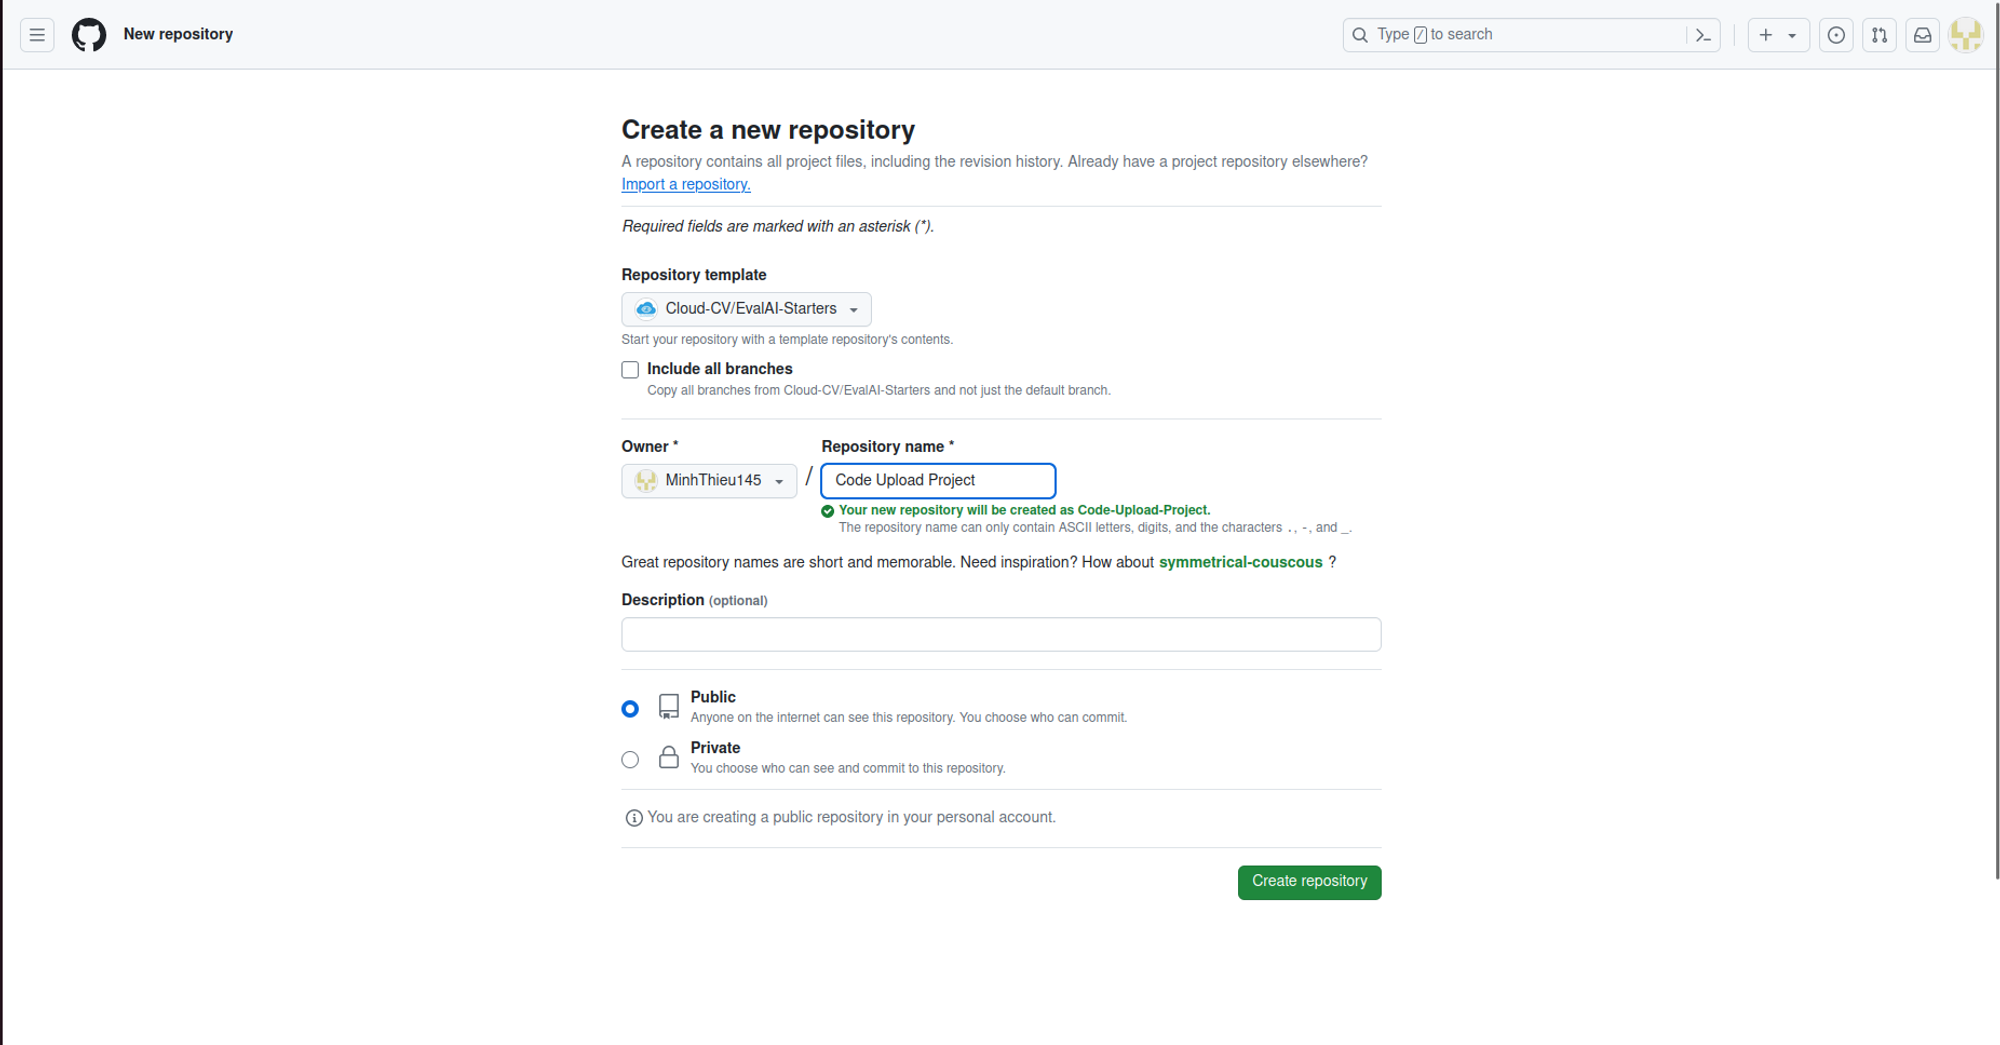 New repository
Type / to search
Create a new repository
A repository contains all project files, including the revision history. Already have a project repository elsewhere?
Import a repository.
Required fields are marked with an asterisk (*).
Repository template
Cloud-CV/EvalAI-Starters
Start your repository with a template repository's contents.
Include all branches
Copy all branches from Cloud-CV/EvalAI-Starters and not just the default branch.
Owner * Repository name *
MinhThieu145 / Code Upload Project
Your new repository will be created as Code-Upload-Project.
The repository name can only contain ASCII letters, digits, and the characters ., -, and _.
Great repository names are short and memorable. Need inspiration? How about symmetrical-couscous ?
Description (optional)
Public
Anyone on the internet can see this repository. You choose who can commit.
Private
You choose who can see and commit to this repository.
You are creating a public repository in your personal account.
Create repository